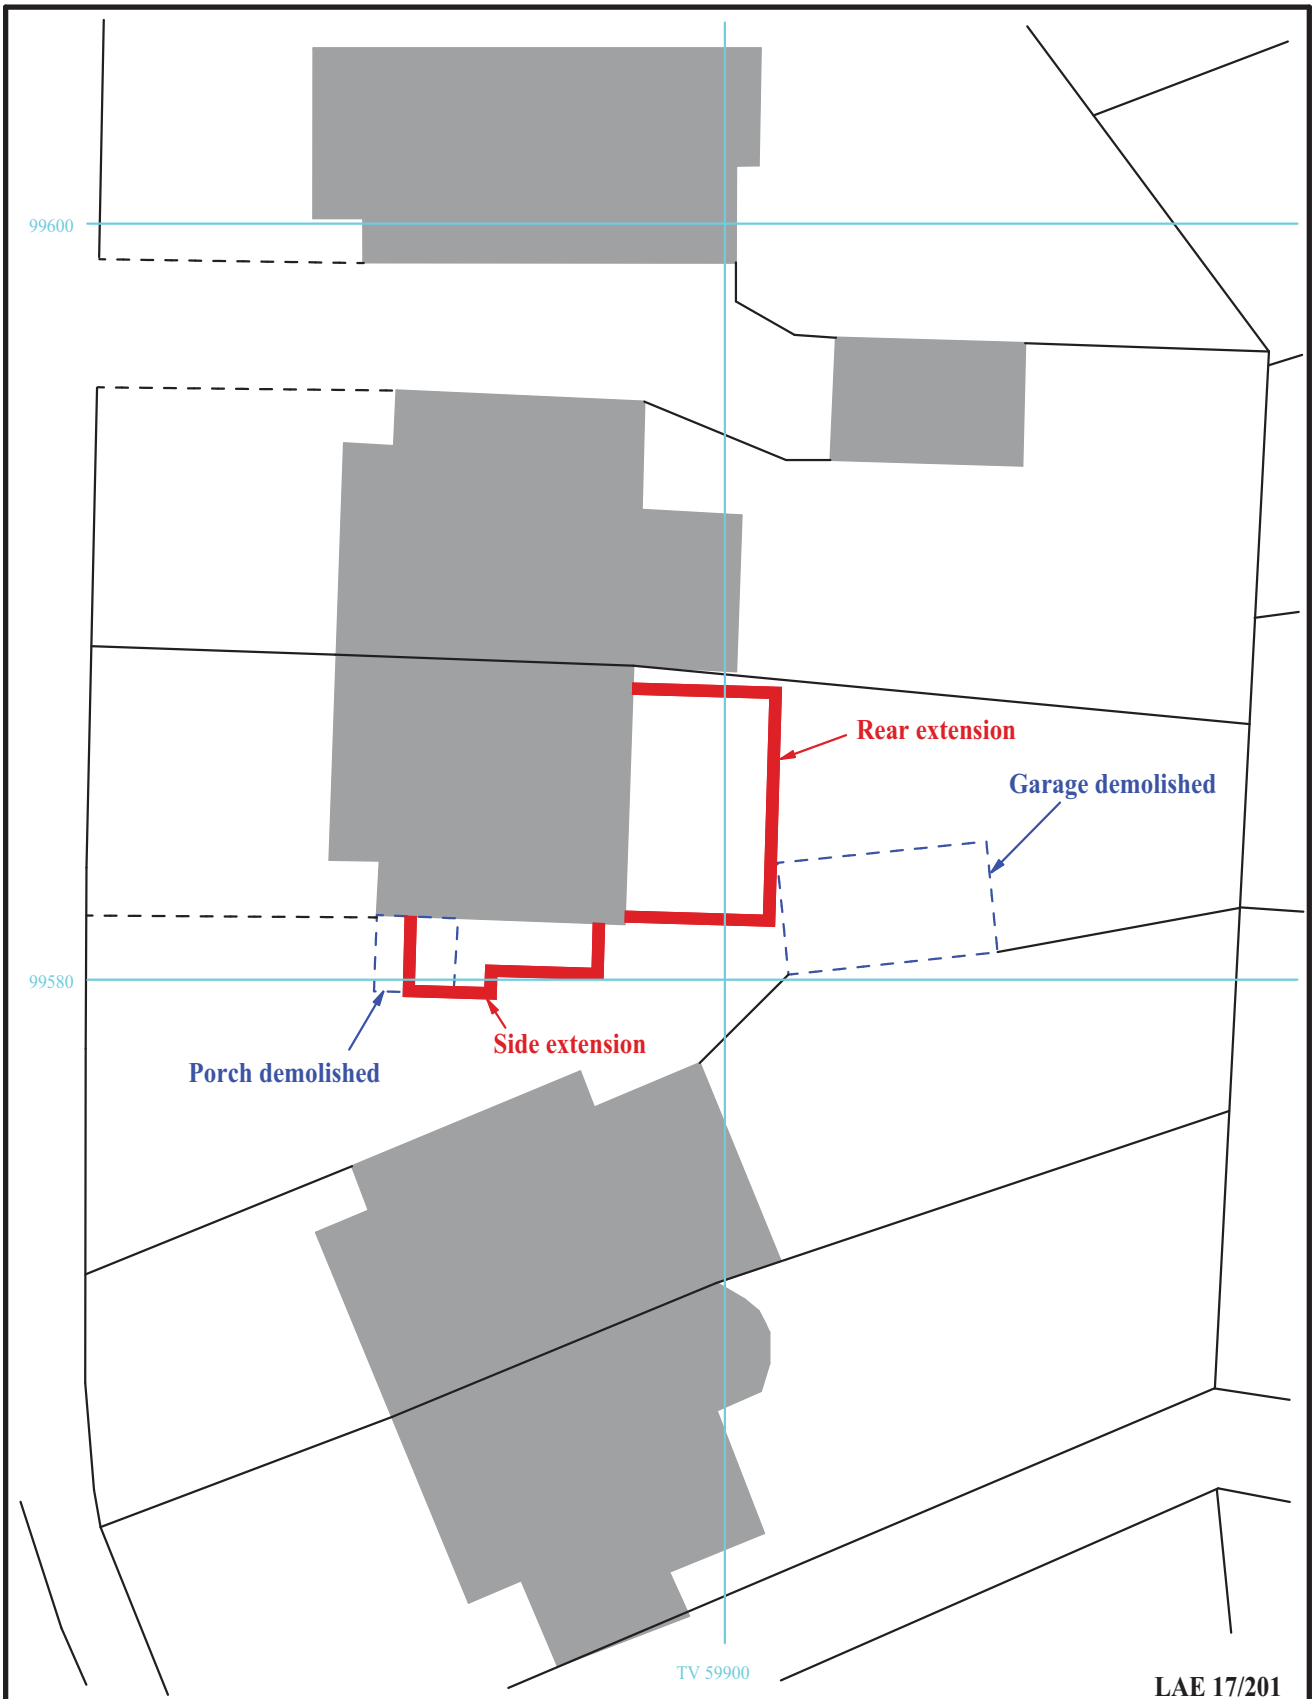 99600
Rear extension
Garage demolished
99580
Side extension
Porch demolished
TV 59900
LAE 17/201